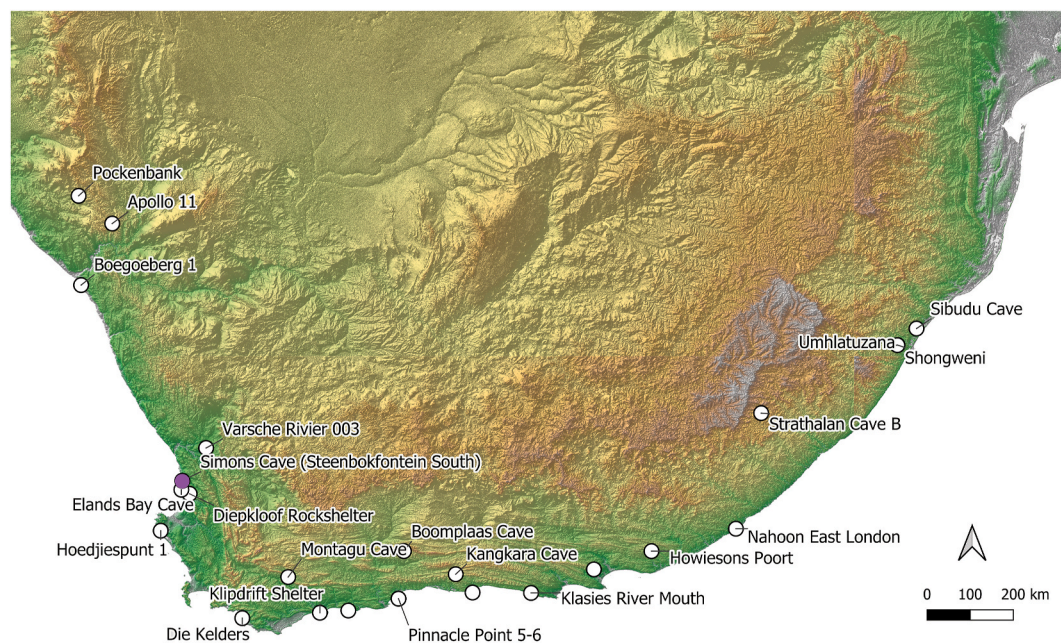 Pockenbank
Apollo 11
Boegoeberg 1
Sibudu Cave
Umhlatuzana
Shongweni
Strathalan Cave B
Varsche Rivier 003
Simons Cave (Steenbokfontein South)
Elands Bay Cave
Diepkloof Rockshelter
Hoedjiespunt 1
Boomplaas Cave
Montagu Cave
Kangkara Cave
Nahoon East London
Howiesons Poort
Klipdrift Shelter
Klasies River Mouth
Die Kelders
Pinnacle Point 5-6
0 100 200 km